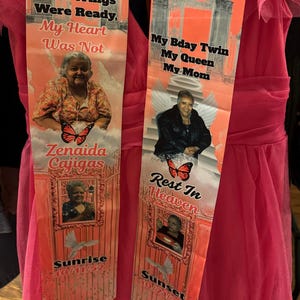 Were Ready,
My Heart
Was Not
Zenaida
Cajigas
Sunrise
My Bday Twin
My Queen
My Mom
Rest In
Heaven
Sunset